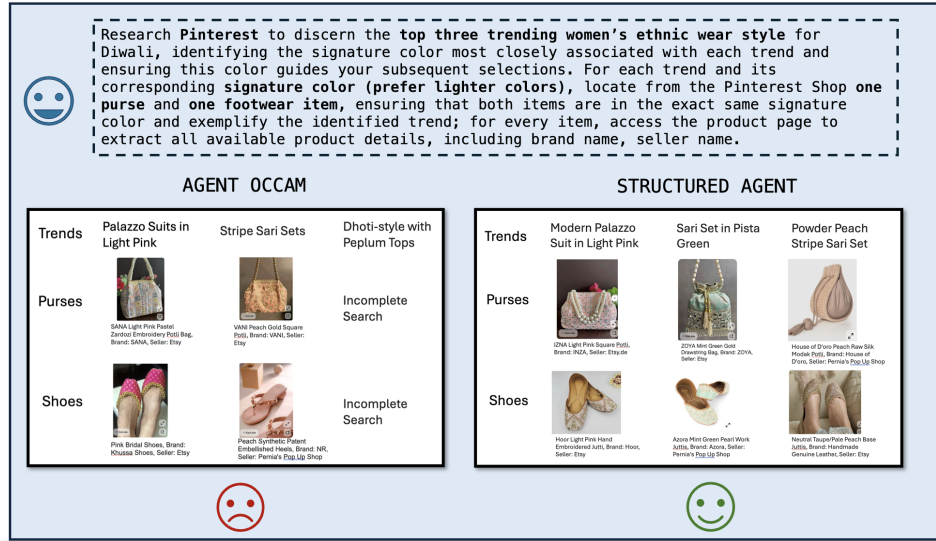 Research Pinterest to discern the top three trending women's ethnic wear style for
Diwali, identifying the signature color most closely associated with each trend and
ensuring this color guides your subsequent selections. For each trend and its
corresponding signature color (prefer lighter colors), locate from the Pinterest Shop one
purse and one footwear item, ensuring that both items are in the exact same signature
color and exemplify the identified trend; for every item, access the product page to
extract all available product details, including brand name, seller name.
AGENT OCCAM
Trends
Palazzo Suits in
Light Pink
Stripe Sari Sets
Dhoti-style with
Peplum Tops
Purses
SANA Light Pink Pastel
Zardozi Embroidery Potli Bag,
Brand: SANA, Seller: Etsy
VANI Peach Gold Square
Potli, Brand: VANI, Seller:
Etsy
Incomplete
Search
Shoes
Pink Bridal Shoes, Brand:
Khussa Shoes, Seller: Etsy
Peach Synthetic Patent
Embellished Heels, Brand: NR,
Seller: Pernia's Pop Up Shop
Incomplete
Search
STRUCTURED AGENT
Trends
Modern Palazzo
Suit in Light Pink
Sari Set in Pista
Green
Powder Peach
Stripe Sari Set
Purses
IZNA Light Pink Square Potli,
Brand: INZA, Seller: Etsy.de
ZOYA Mint Green Gold
Drawstring Bag, Brand: ZOYA,
Seller: Etsy
House of D'oro Peach Raw Silk
Modak Potli, Brand: House of
D'oro, Seller: Pernia's Pop Up Shop
Shoes
Hoor Light Pink Hand
Embroidered Jutti, Brand: Hoor,
Seller: Etsy
Azora Mint Green Pearl Work
Juttis, Brand: Azora, Seller:
Pernia's Pop Up Shop
Neutral Taupe/Pale Peach Base
Juttis, Brand: Handmade
Genuine Leather, Seller: Etsy